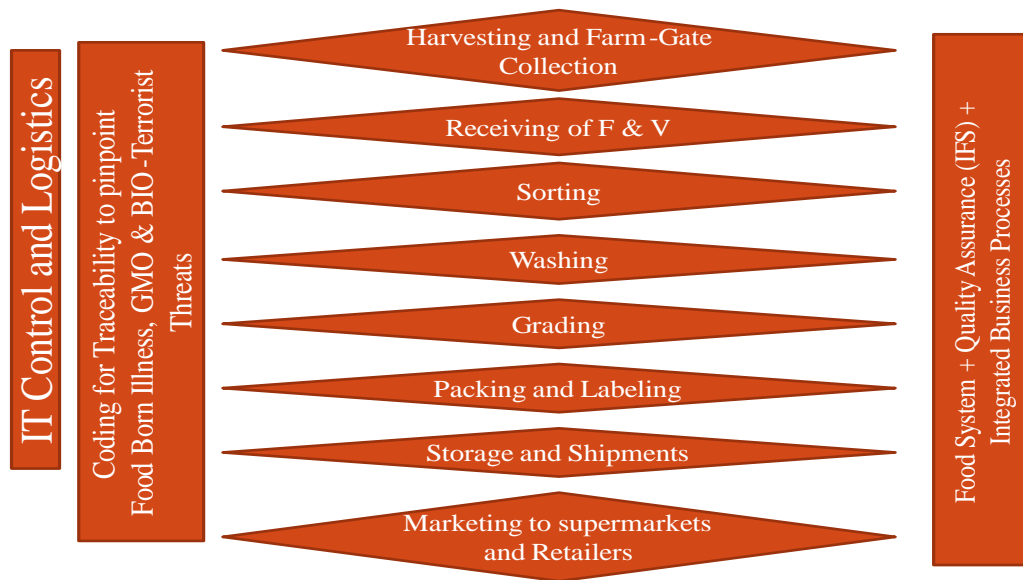 IT Control and Logistics
Coding for Traceability to pinpoint
Food Born Illness, GMO & BIO-Terrorist
Threats
Harvesting and Farm-Gate
Collection
Receiving of F & V
Sorting
Washing
Grading
Packing and Labeling
Storage and Shipments
Marketing to supermarkets
and Retailers
Food System + Quality Assurance (IFS) +
Integrated Business Processes